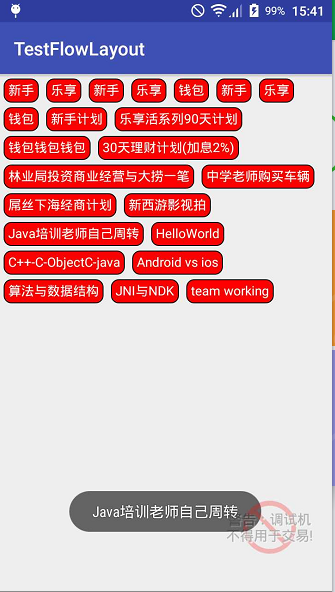 99% 15:41
TestFlowLayout
新手 乐享 新手 乐享 钱包 新手 乐享
钱包 新手计划 乐享活系列90天计划
钱包钱包钱包 30天理财计划(加息2%)
林业局投资商业经营与大捞一笔 中学老师购买车辆
屌丝下海经商计划 新西游影视拍
Java培训老师自己周转 HelloWorld
C++-C-ObjectC-java Android vs ios
算法与数据结构 JNI与NDK team working
Java培训老师自己周转
警告：调试机
不得用于交易!